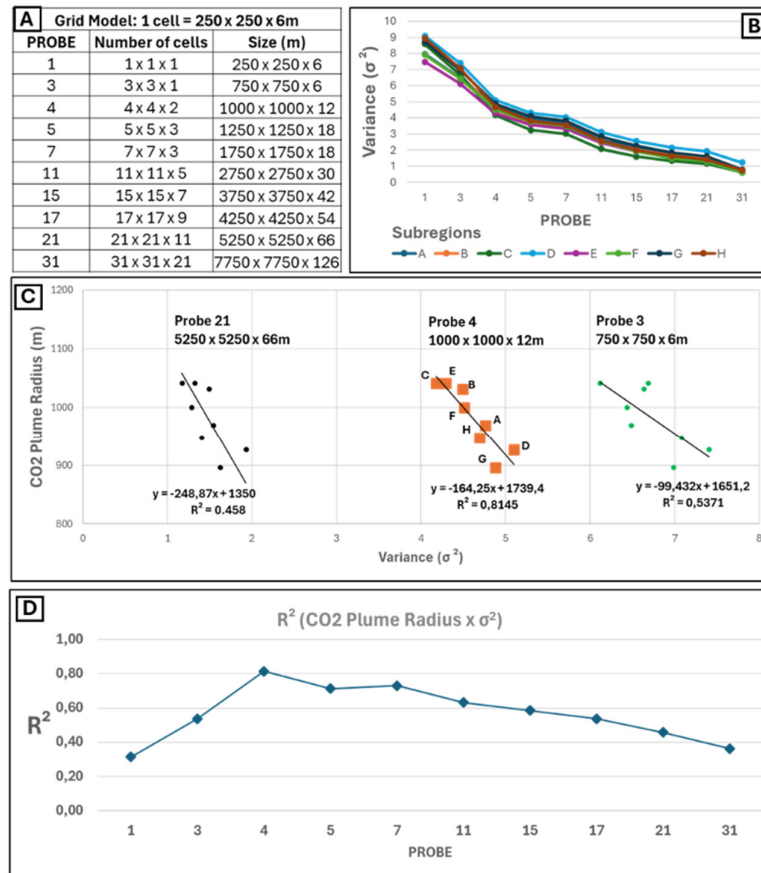 A
Grid Model: 1 cell = 250 x 250 x 6m
PROBE Number of cells Size (m)
1 1 x 1 x 1 250 x 250 x 6
3 3 x 3 x 1 750 x 750 x 6
4 4 x 4 x 2 1000 x 1000 x 12
5 5 x 5 x 3 1250 x 1250 x 18
7 7 x 7 x 3 1750 x 1750 x 18
11 11 x 11 x 5 2750 x 2750 x 30
15 15 x 15 x 7 3750 x 3750 x 42
17 17 x 17 x 9 4250 x 4250 x 54
21 21 x 21 x 11 5250 x 5250 x 66
31 31 x 31 x 21 7750 x 7750 x 126
B
Variance (σ²)
10
9
8
7
6
5
4
3
2
1
0
1 3 4 5 7 11 15 17 21 31
PROBE
Subregions
A B C D E F G H
C
CO2 Plume Radius (m)
1200
1100
1000
900
800
Probe 21
5250 x 5250 x 66m
y = -248,87x + 1350
R² = 0.458
Probe 4
1000 x 1000 x 12m
C
E
B
F
A
H
D
G
y = -164,25x + 1739,4
R² = 0,8145
Probe 3
750 x 750 x 6m
y = -99,432x + 1651,2
R² = 0,5371
0 1 2 3 4 5 6 7 8
Variance (σ²)
D
R² (CO2 Plume Radius x σ²)
R²
1,00
0,80
0,60
0,40
0,20
0,00
1 3 4 5 7 11 15 17 21 31
PROBE